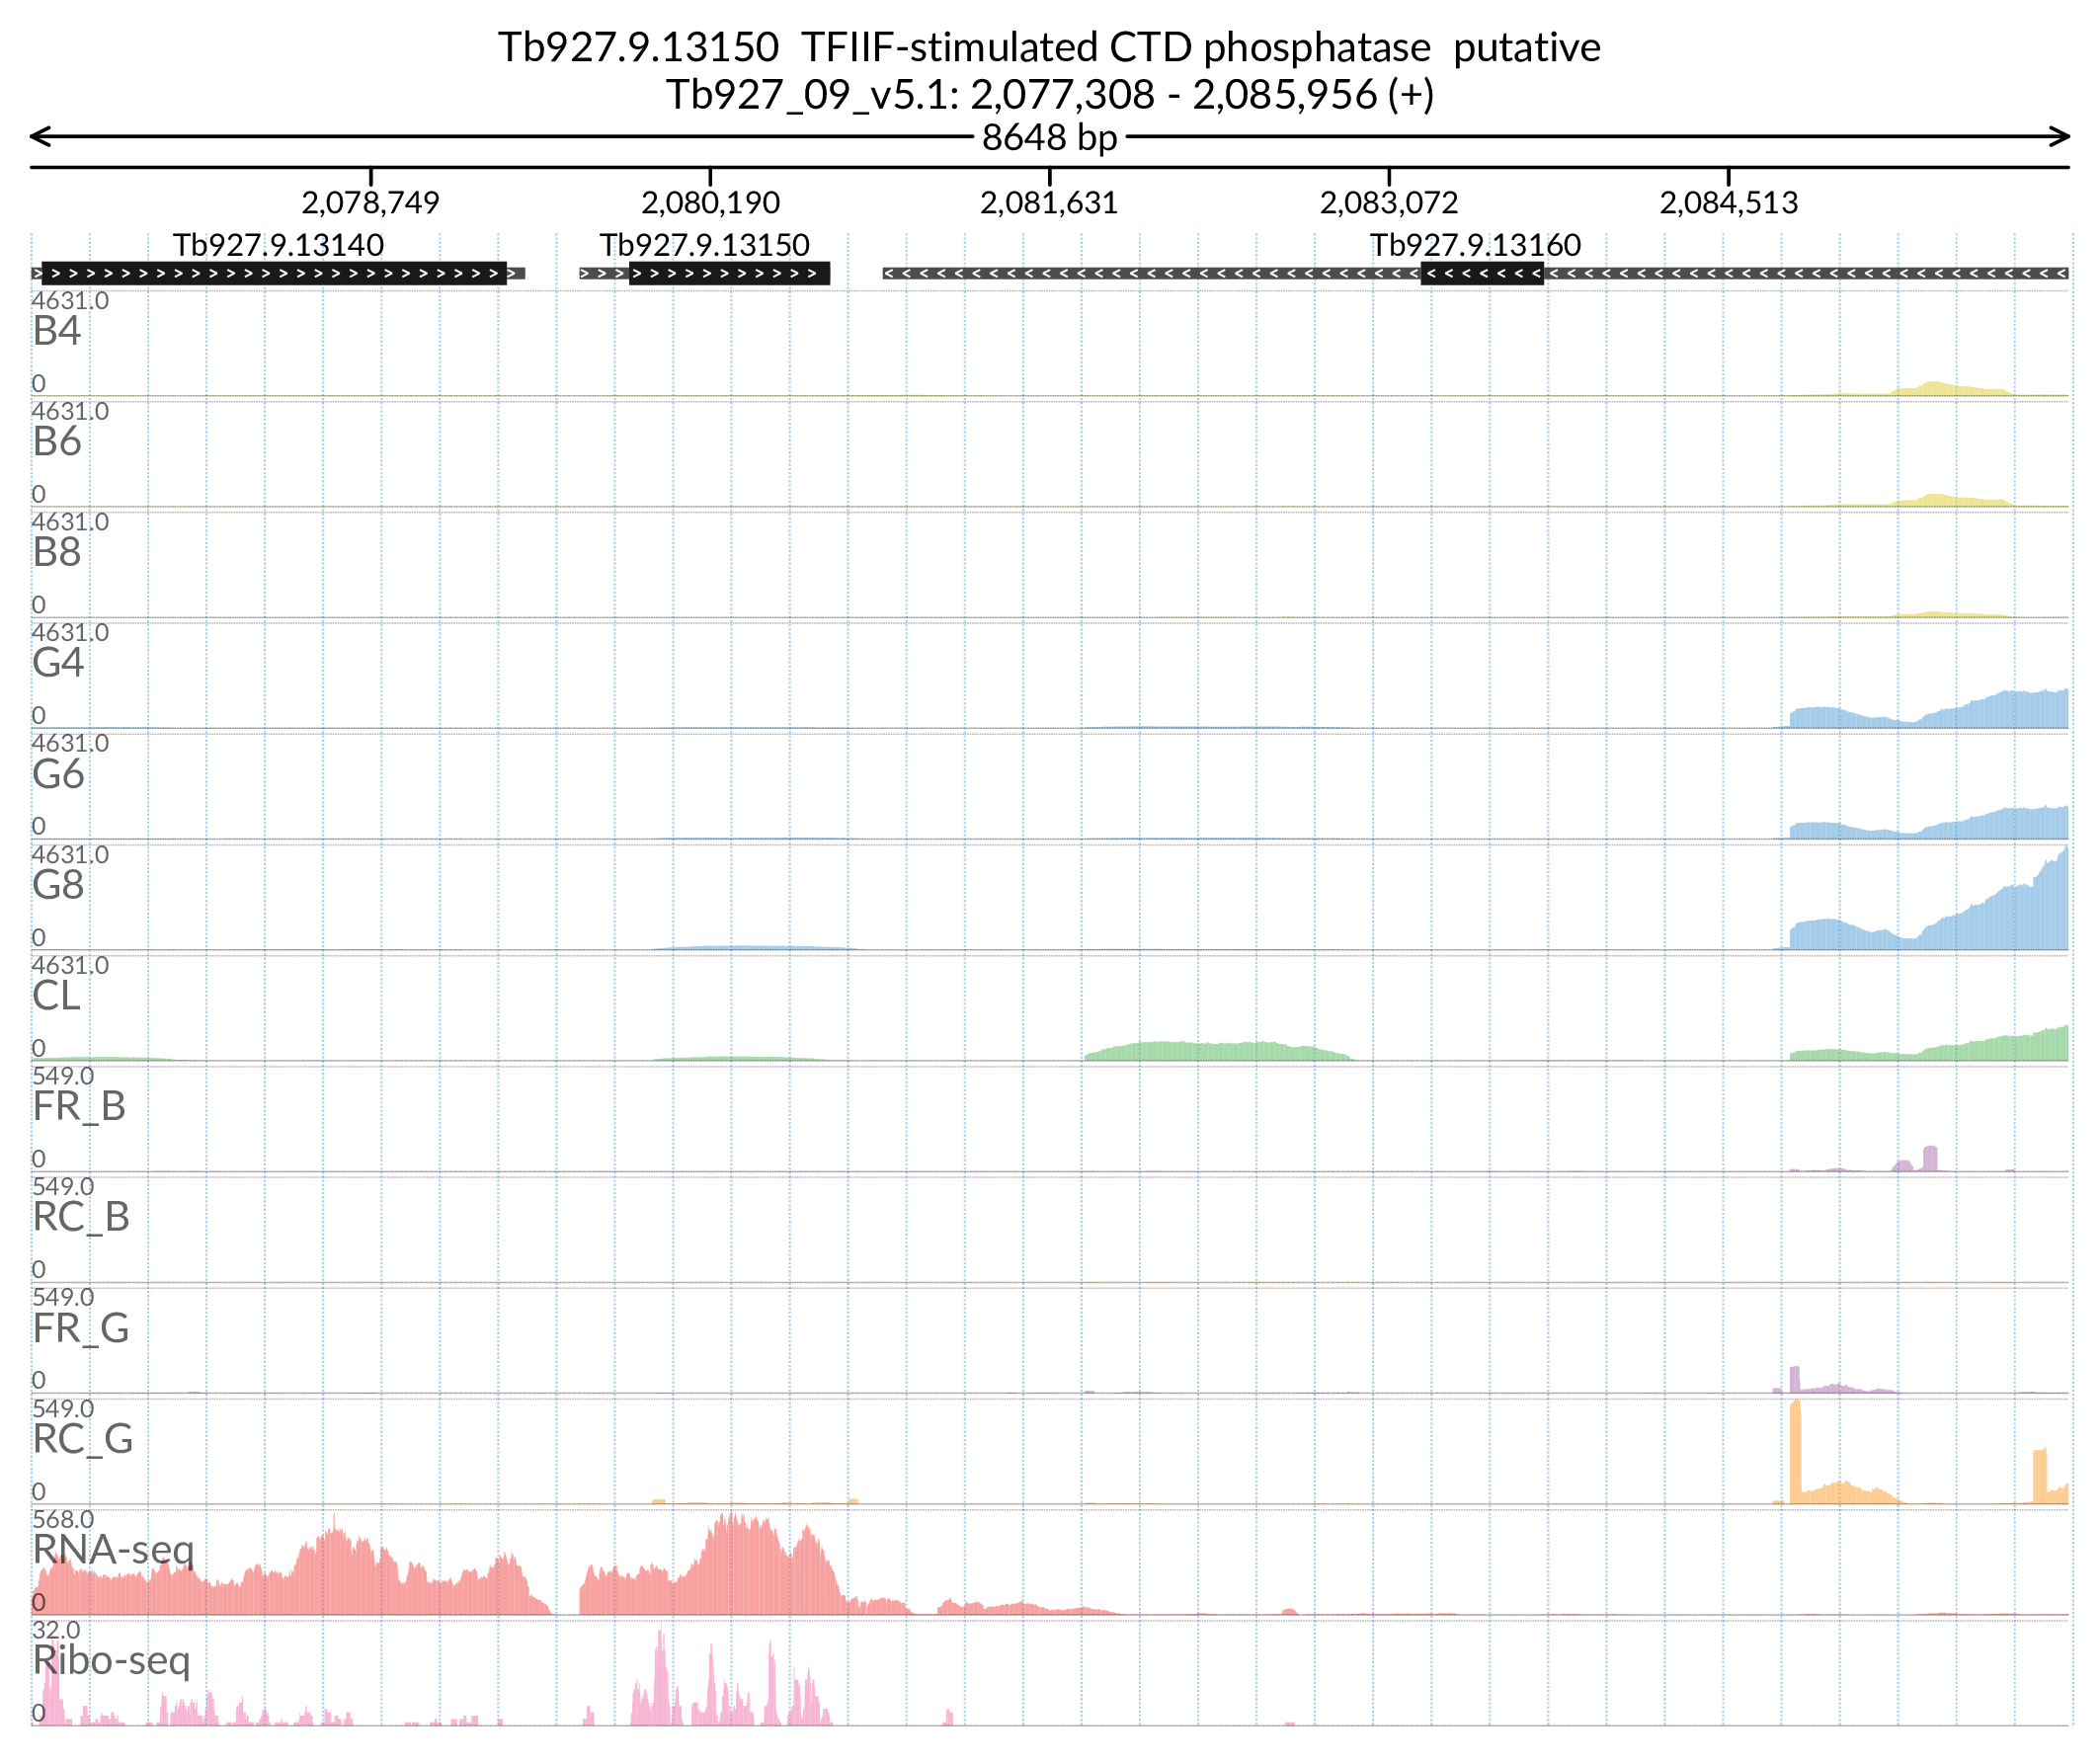 Tb927.9.13150  TFIIF-stimulated CTD phosphatase  putative
Tb927_09_v5.1: 2,077,308 - 2,085,956 (+)
8648 bp
2,078,749 2,080,190 2,081,631 2,083,072 2,084,513
Tb927.9.13140 Tb927.9.13150 Tb927.9.13160
4631.0
B4
0
4631.0
B6
0
4631.0
B8
0
4631.0
G4
0
4631.0
G6
0
4631.0
G8
0
4631.0
CL
0
549.0
FR_B
0
549.0
RC_B
0
549.0
FR_G
0
549.0
RC_G
0
568.0
RNA-seq
0
32.0
Ribo-seq
0